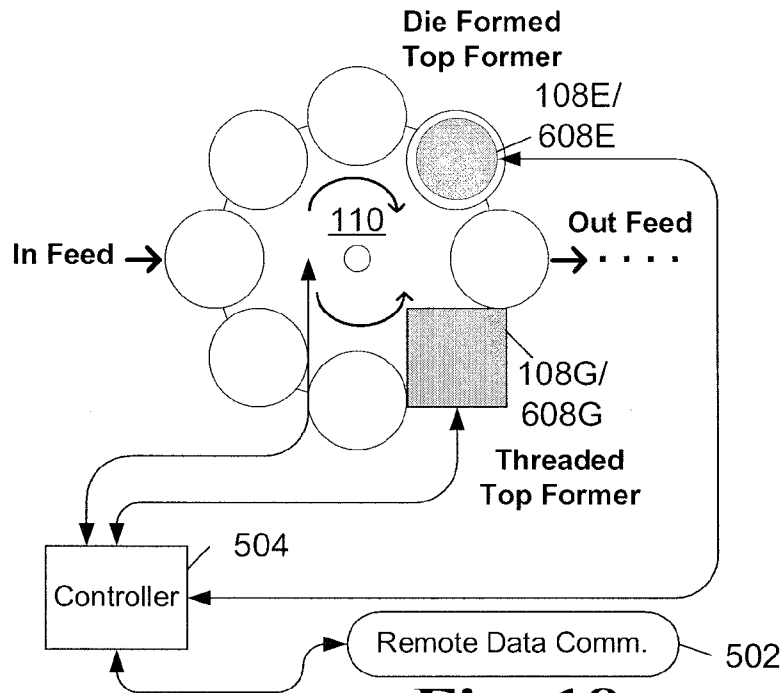 Die Formed
Top Former
108E/
608E
110
In Feed
Out Feed
108G/
608G
Threaded
Top Former
504
Controller
Remote Data Comm.
502